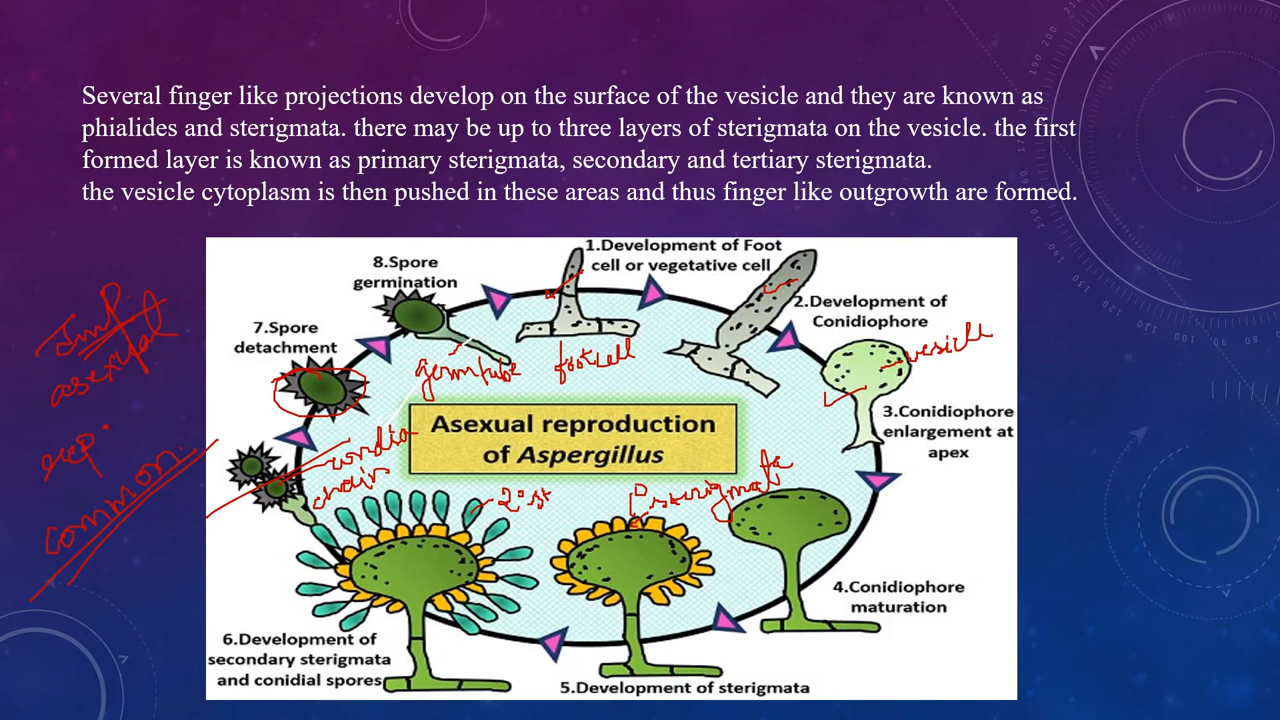 Several finger like projections develop on the surface of the vesicle and they are known as
phialides and sterigmata. there may be up to three layers of sterigmata on the vesicle. the first
formed layer is known as primary sterigmata, secondary and tertiary sterigmata.
the vesicle cytoplasm is then pushed in these areas and thus finger like outgrowth are formed.
1.Development of Foot
cell or vegetative cell
2.Development of
Conidiophore
vesicle
3.Conidiophore
enlargement at
apex
4.Conidiophore
maturation
5.Development of sterigmata
6.Development of
secondary sterigmata
and conidial spores
7.Spore
detachment
8.Spore
germination
germ tube
foot cell
Asexual reproduction
of Aspergillus
chain
2° st
sterigmata
Imp.
asexual
common